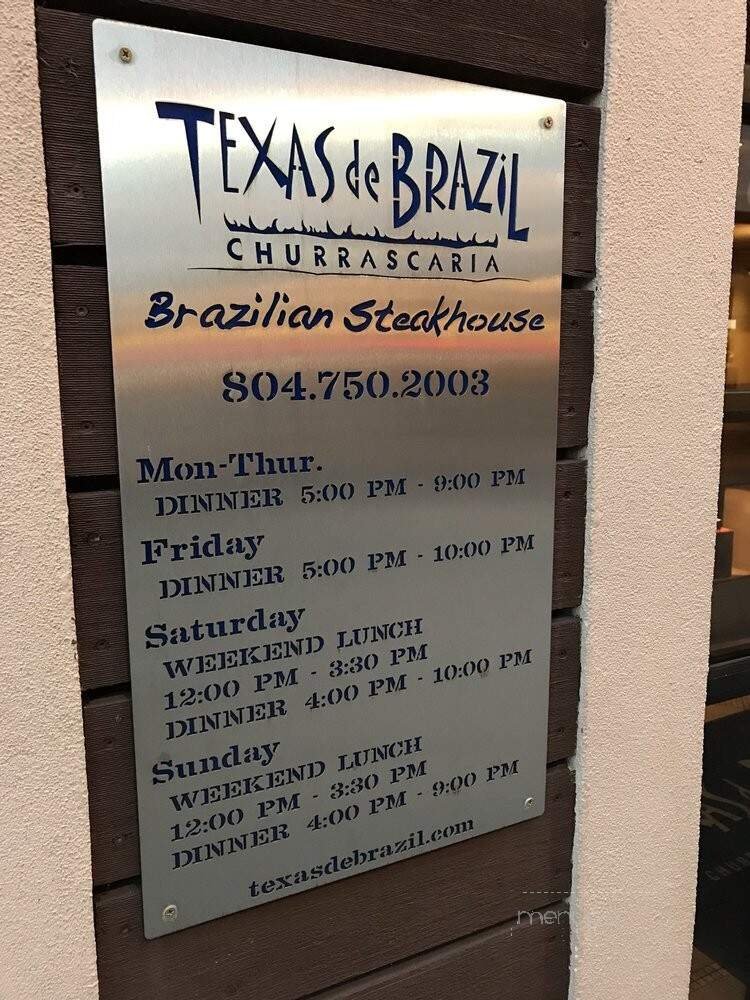 TEXAS de BRAZIL
CHURRASCARIA
Brazilian Steakhouse
804.750.2003
Mon-Thur.
DINNER 5:00 PM - 9:00 PM
Friday
DINNER 5:00 PM - 10:00 PM
Saturday
WEEKEND LUNCH
12:00 PM - 3:30 PM
DINNER 4:00 PM - 10:00 PM
Sunday
WEEKEND LUNCH
12:00 PM - 3:30 PM
DINNER 4:00 PM - 9:00 PM
texasdebrazil.com